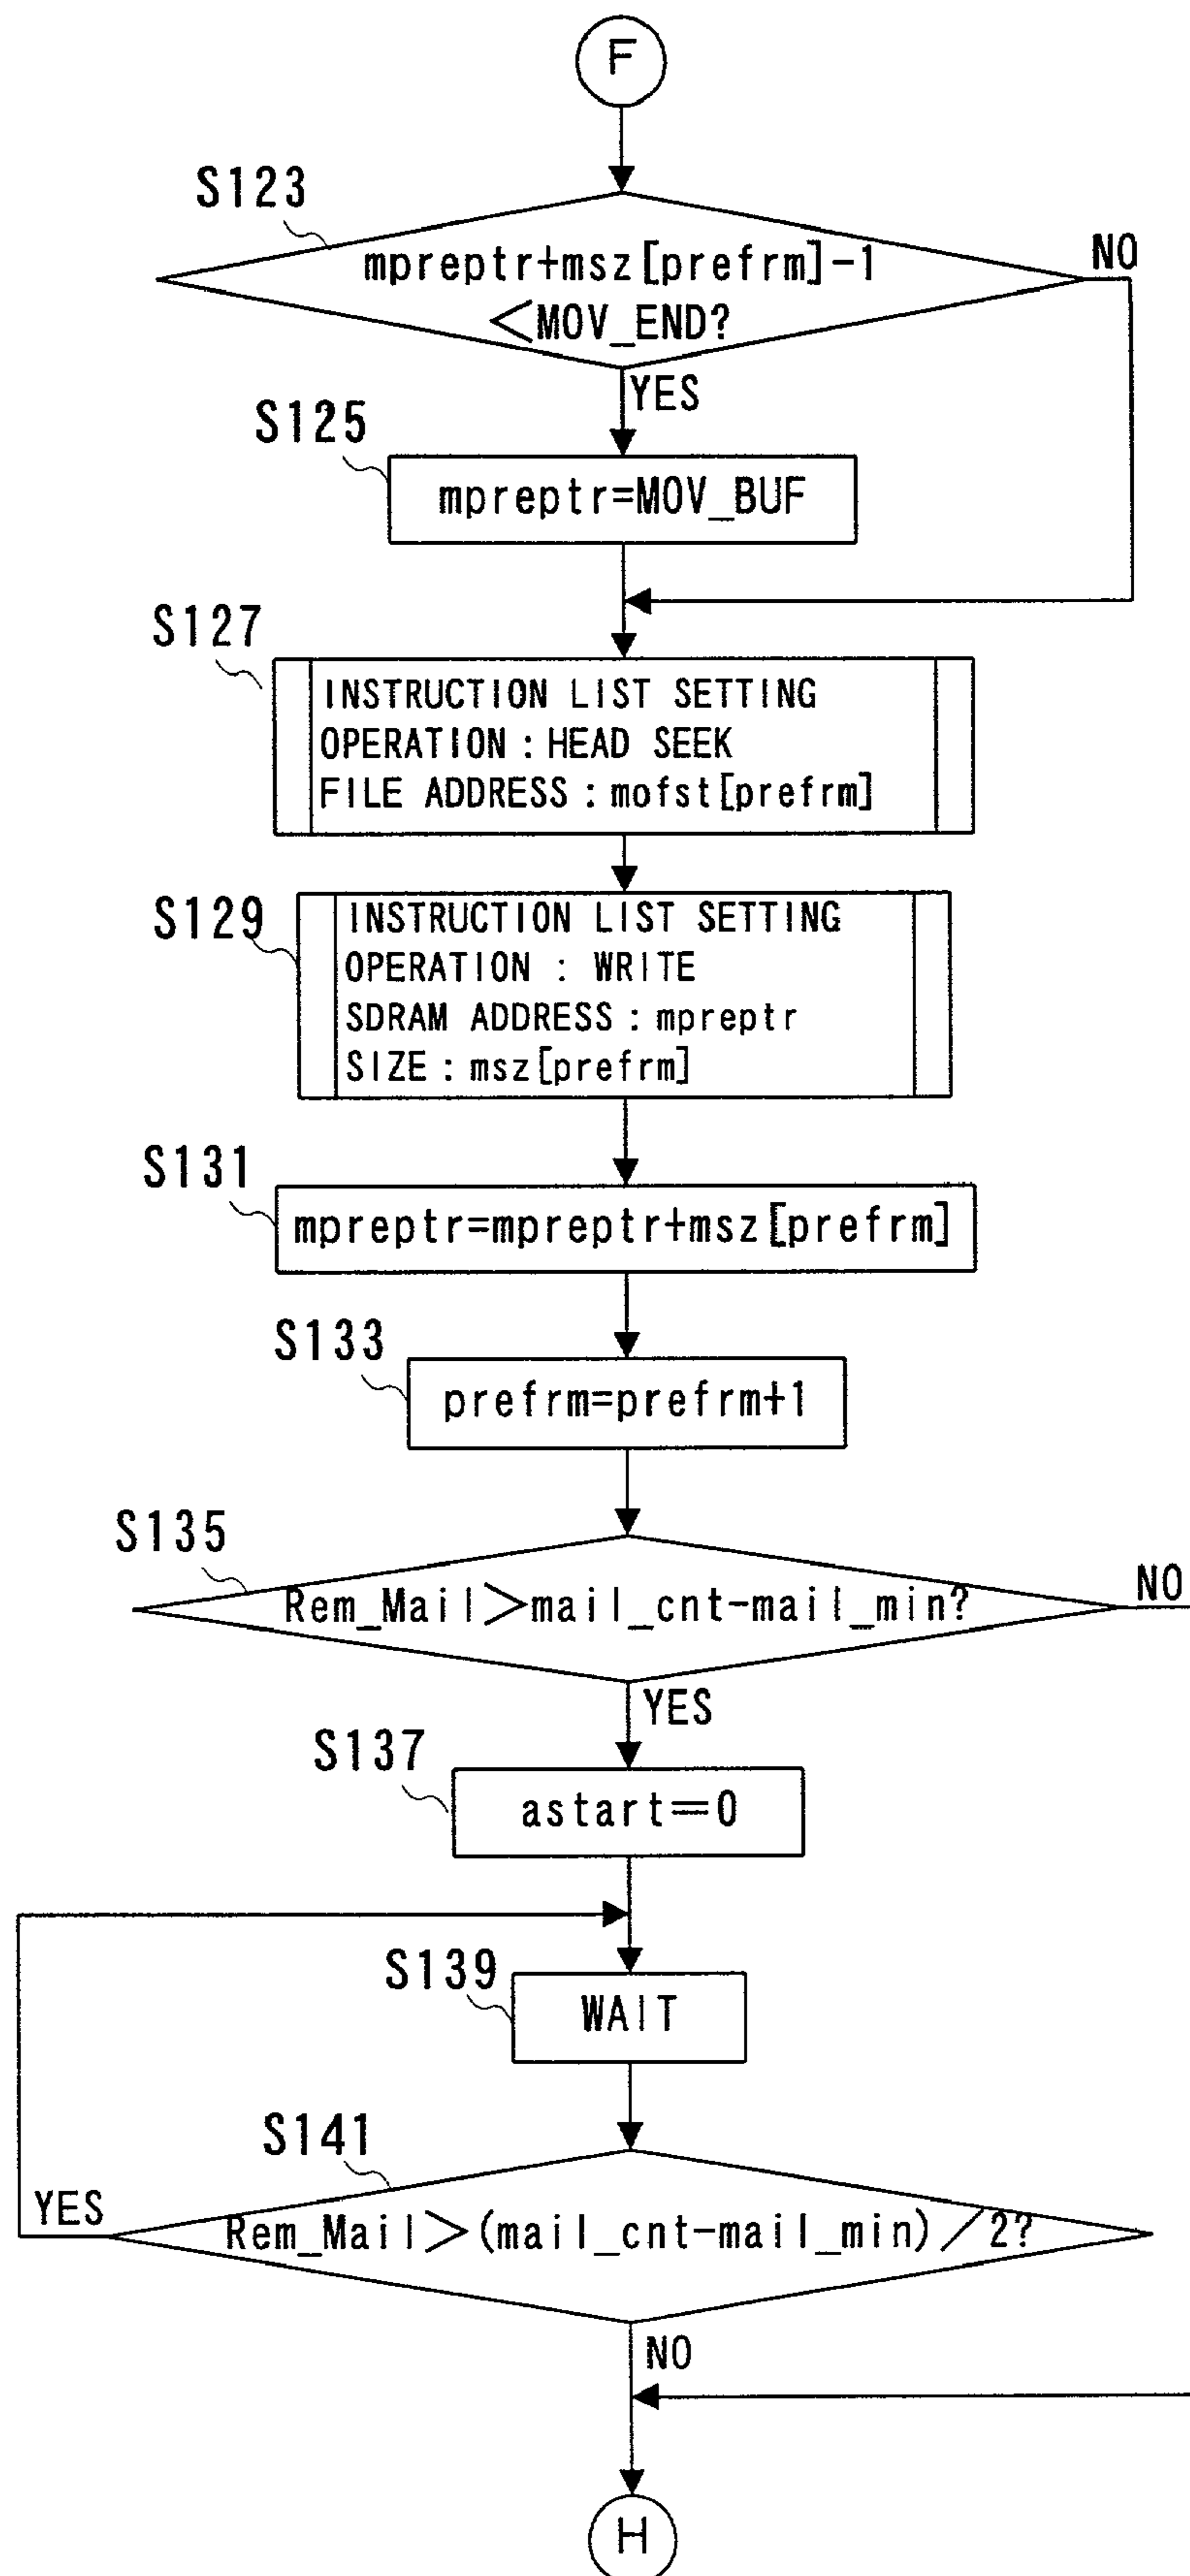 F
S123
mpreptr+msz[prefrm]-1
<MOV_END?
NO
YES
S125
mpreptr=MOV_BUF
S127
INSTRUCTION LIST SETTING
OPERATION : HEAD SEEK
FILE ADDRESS : mofst[prefrm]
S129
INSTRUCTION LIST SETTING
OPERATION : WRITE
SDRAM ADDRESS : mpreptr
SIZE : msz[prefrm]
S131
mpreptr=mpreptr+msz[prefrm]
S133
prefrm=prefrm+1
S135
Rem_Mail>mail_cnt-mail_min?
NO
YES
S137
astart=0
S139
WAIT
S141
YES
Rem_Mail>(mail_cnt-mail_min)/2?
NO
H